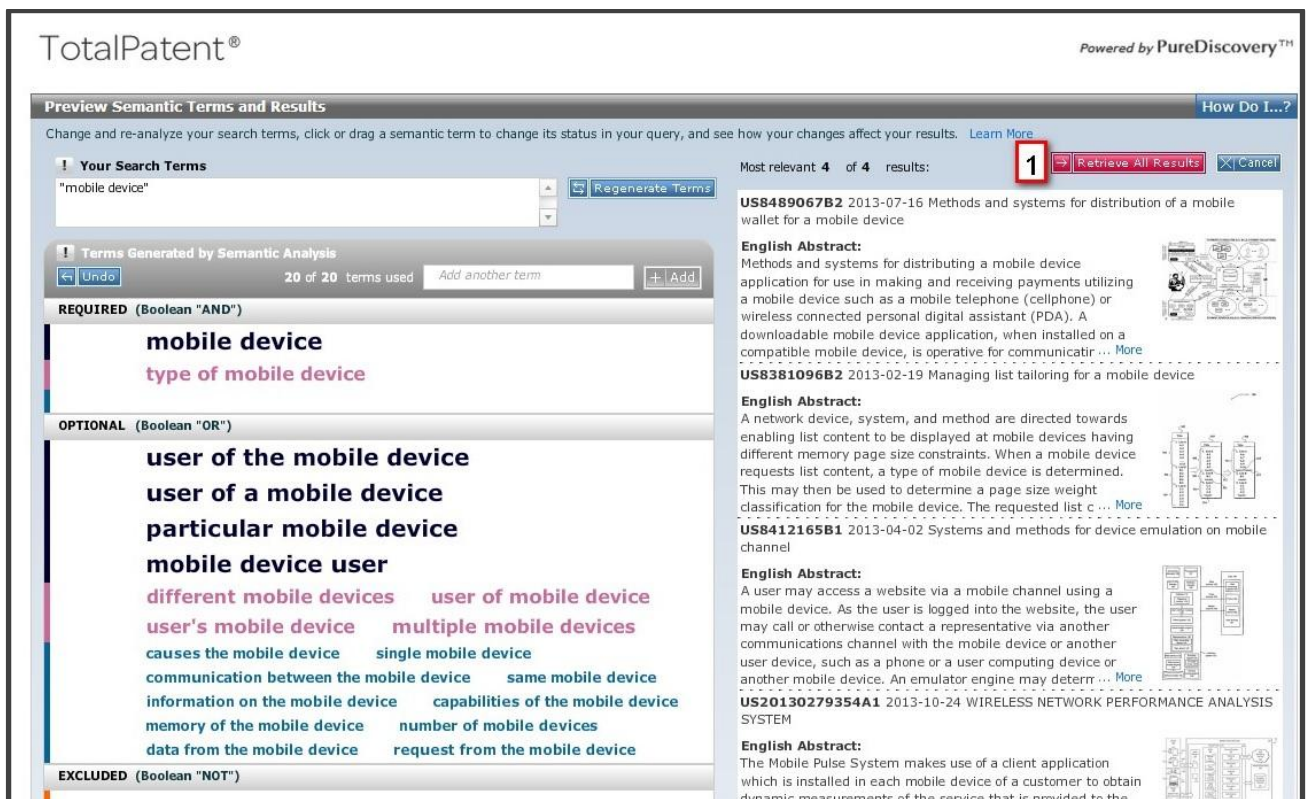 TotalPatent®
Powered by PureDiscovery™
Preview Semantic Terms and Results
How Do I...?
Change and re-analyze your search terms, click or drag a semantic term to change its status in your query, and see how your changes affect your results. Learn More
! Your Search Terms
"mobile device"
Regenerate Terms
! Terms Generated by Semantic Analysis
Undo
20 of 20 terms used
Add another term
+ Add
REQUIRED (Boolean "AND")
mobile device
type of mobile device
OPTIONAL (Boolean "OR")
user of the mobile device
user of a mobile device
particular mobile device
mobile device user
different mobile devices user of mobile device
user's mobile device multiple mobile devices
causes the mobile device single mobile device
communication between the mobile device same mobile device
information on the mobile device capabilities of the mobile device
memory of the mobile device number of mobile devices
data from the mobile device request from the mobile device
EXCLUDED (Boolean "NOT")
Most relevant 4 of 4 results:
1
Retrieve All Results
Cancel
US8489067B2 2013-07-16 Methods and systems for distribution of a mobile
wallet for a mobile device
English Abstract:
Methods and systems for distributing a mobile device
application for use in making and receiving payments utilizing
a mobile device such as a mobile telephone (cellphone) or
wireless connected personal digital assistant (PDA). A
downloadable mobile device application, when installed on a
compatible mobile device, is operative for communicatir ... More
US8381096B2 2013-02-19 Managing list tailoring for a mobile device
English Abstract:
A network device, system, and method are directed towards
enabling list content to be displayed at mobile devices having
different memory page size constraints. When a mobile device
requests list content, a type of mobile device is determined.
This may then be used to determine a page size weight
classification for the mobile device. The requested list c ... More
US8412165B1 2013-04-02 Systems and methods for device emulation on mobile
channel
English Abstract:
A user may access a website via a mobile channel using a
mobile device. As the user is logged into the website, the user
may call or otherwise contact a representative via another
communications channel with the mobile device or another
user device, such as a phone or a user computing device or
another mobile device. An emulator engine may deterr ... More
US20130279354A1 2013-10-24 WIRELESS NETWORK PERFORMANCE ANALYSIS
SYSTEM
English Abstract:
The Mobile Pulse System makes use of a client application
which is installed in each mobile device of a customer to obtain
dynamic measurements of the service that is provided to the